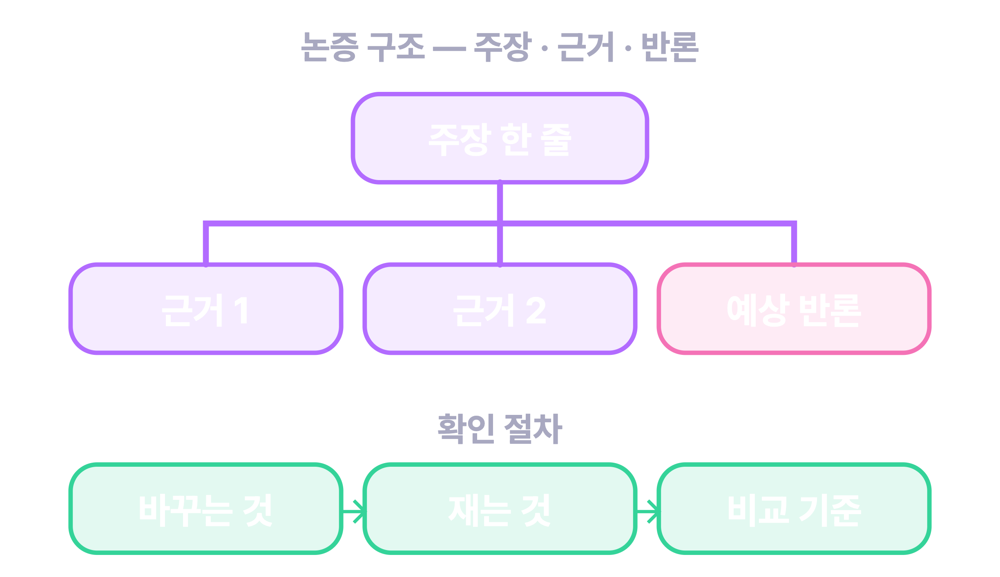 논증 구조 — 주장 · 근거 · 반론
주장 한 줄
근거 1
근거 2
예상 반론
확인 절차
바꾸는 것
재는 것
비교 기준